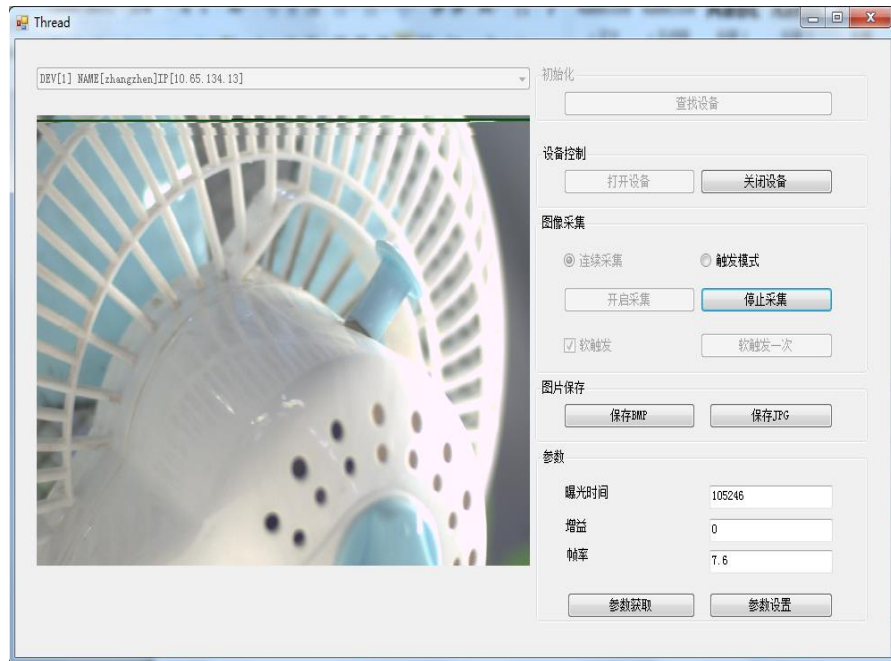 Thread
DEV[1] NAME[zhangzhen]IP[10.65.134.13]
初始化
查找设备
设备控制
打开设备 关闭设备
图像采集
连续采集 触发模式
开启采集 停止采集
软触发 软触发一次
图片保存
保存BMP 保存JPG
参数
曝光时间 105246
增益 0
帧率 7.6
参数获取 参数设置